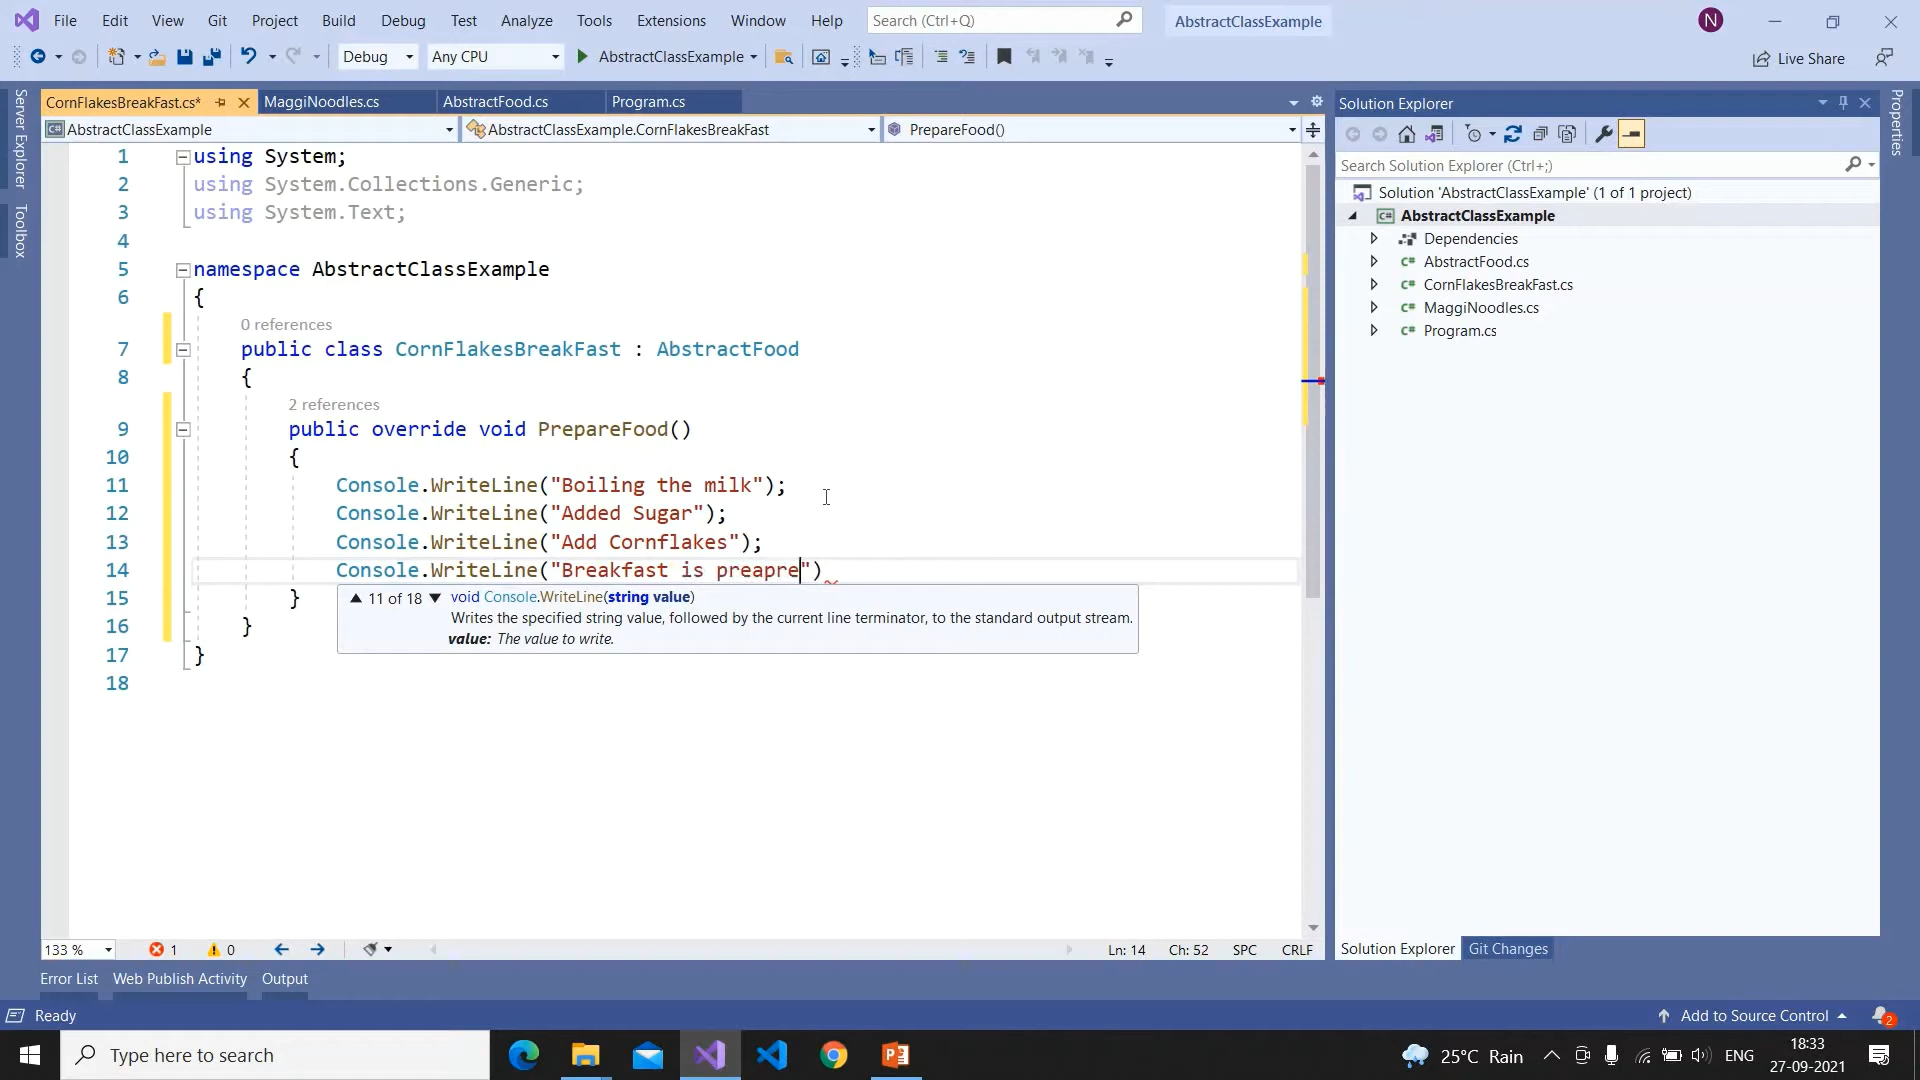 File Edit View Git Project Build Debug Test Analyze Tools Extensions Window Help Search (Ctrl+Q) AbstractClassExample N
Debug Any CPU AbstractClassExample Live Share
CornFlakesBreakFast.cs* MaggiNoodles.cs AbstractFood.cs Program.cs
AbstractClassExample AbstractClassExample.CornFlakesBreakFast PrepareFood()
Server Explorer
Toolbox
1 using System;
2 using System.Collections.Generic;
3 using System.Text;
4
5 namespace AbstractClassExample
6 {
0 references
7 public class CornFlakesBreakFast : AbstractFood
8 {
2 references
9 public override void PrepareFood()
10 {
11 Console.WriteLine("Boiling the milk");
12 Console.WriteLine("Added Sugar");
13 Console.WriteLine("Add Cornflakes");
14 Console.WriteLine("Breakfast is preapre")
15 }
16 }
17 }
18
11 of 18 void Console.WriteLine(string value)
Writes the specified string value, followed by the current line terminator, to the standard output stream.
value: The value to write.
Solution Explorer
Search Solution Explorer (Ctrl+;)
Solution 'AbstractClassExample' (1 of 1 project)
C# AbstractClassExample
Dependencies
C# AbstractFood.cs
C# CornFlakesBreakFast.cs
C# MaggiNoodles.cs
C# Program.cs
Properties
133 % 1 0 Ln: 14 Ch: 52 SPC CRLF
Solution Explorer Git Changes
Error List Web Publish Activity Output
Ready Add to Source Control 2
Type here to search 25°C Rain ENG 18:33
27-09-2021